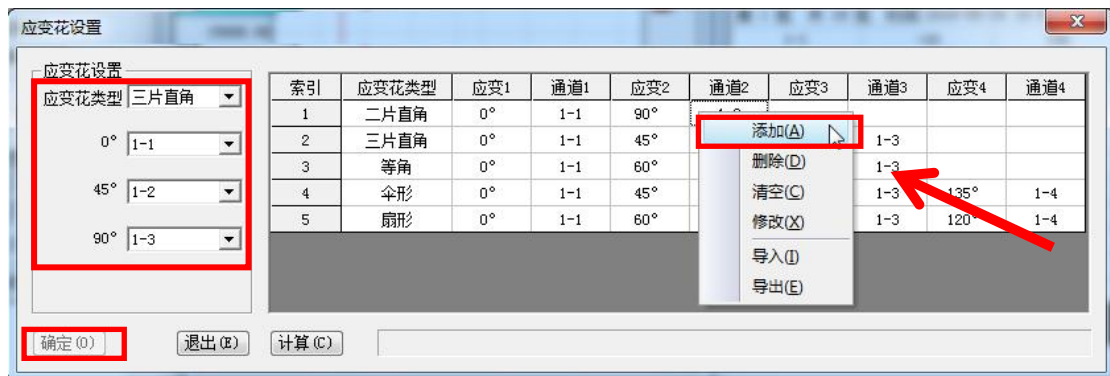 应变花设置
应变花设置
应变花类型 三片直角
0° 1-1
45° 1-2
90° 1-3
索引 应变花类型 应变1 通道1 应变2 通道2 应变3 通道3 应变4 通道4
1 二片直角 0° 1-1 90°
2 三片直角 0° 1-1 45° 1-3
3 等角 0° 1-1 60° 1-3
4 伞形 0° 1-1 45° 1-3 135° 1-4
5 扇形 0° 1-1 60° 1-3 120° 1-4
添加(A)
删除(D)
清空(C)
修改(X)
导入(I)
导出(E)
确定(O) 退出(E) 计算(C)